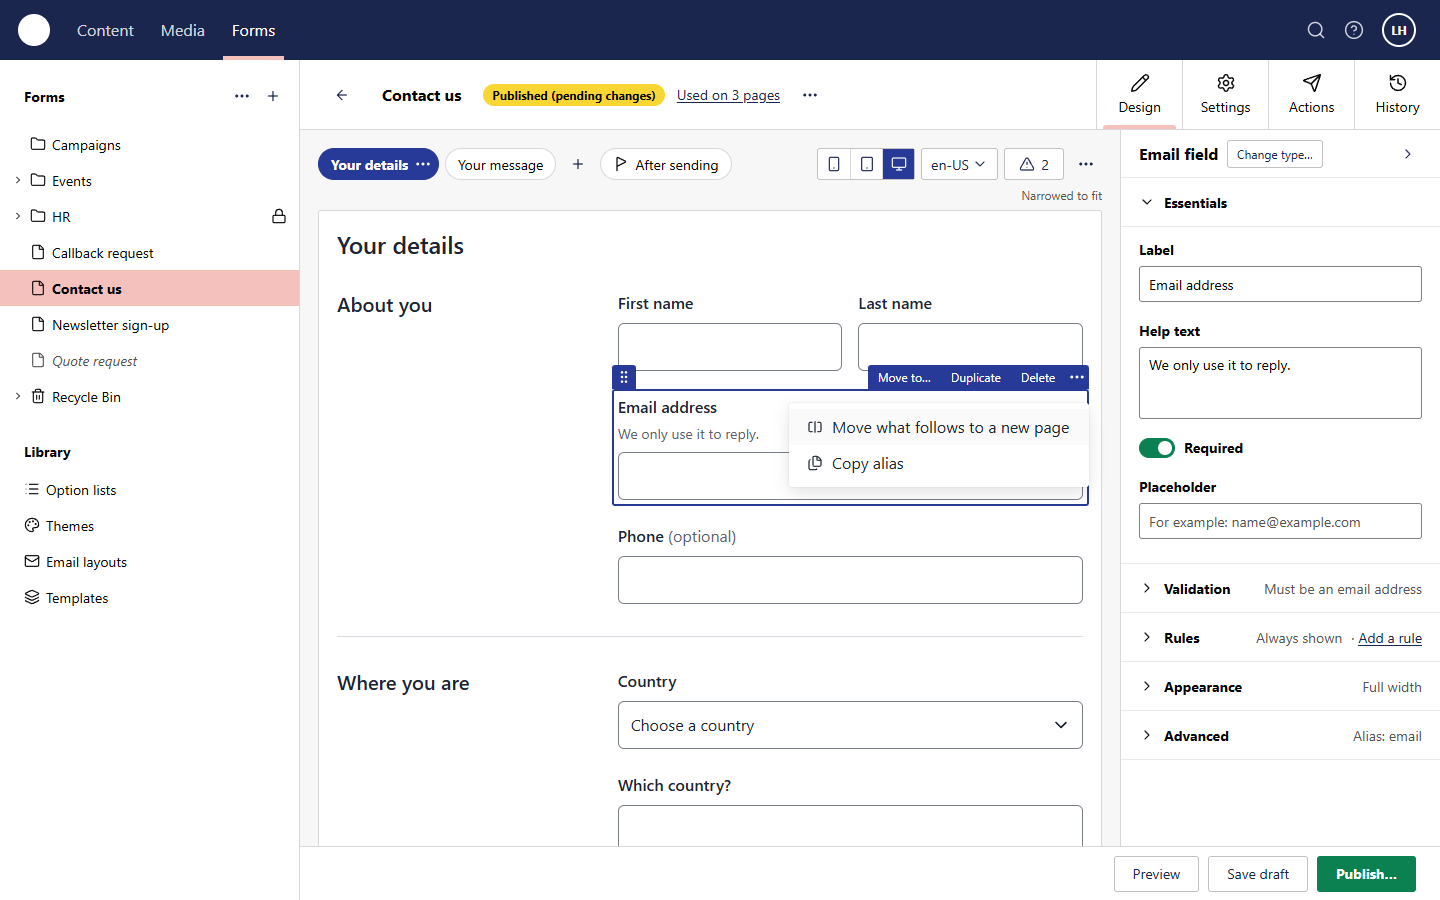 Content
Media
Forms
LH
Forms
Campaigns
Events
HR
Callback request
Contact us
Newsletter sign-up
Quote request
Recycle Bin
Library
Option lists
Themes
Email layouts
Templates
Contact us
Published (pending changes)
Used on 3 pages
Design
Settings
Actions
History
Your details
Your message
After sending
en-US
2
Narrowed to fit
Your details
About you
First name
Last name
Move to...
Duplicate
Delete
Email address
We only use it to reply.
Move what follows to a new page
Copy alias
Phone (optional)
Where you are
Country
Choose a country
Which country?
Email field
Change type...
Essentials
Label
Email address
Help text
We only use it to reply.
Required
Placeholder
For example: name@example.com
Validation
Must be an email address
Rules
Always shown · Add a rule
Appearance
Full width
Advanced
Alias: email
Preview
Save draft
Publish...